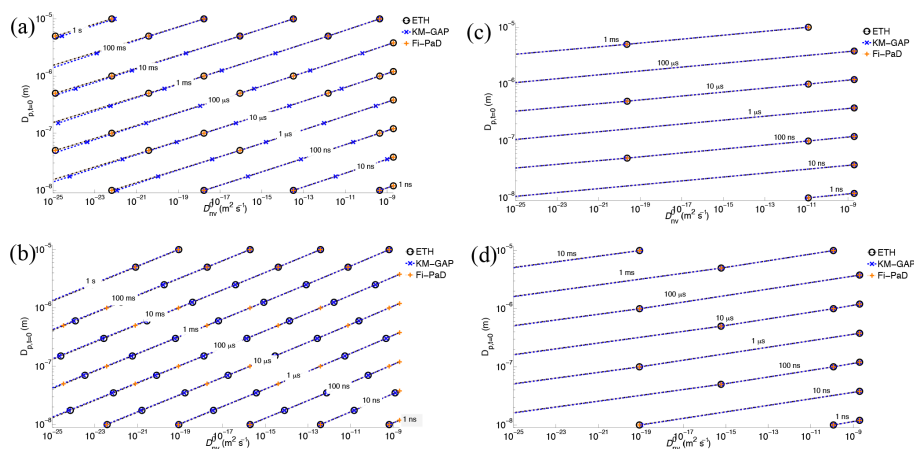 (a)
10⁻⁵
10⁻⁶
10⁻⁷
10⁻⁸
D_p,t=0 (m)
1 s
100 ms
10 ms
1 ms
100 μs
10 μs
1 μs
100 ns
10 ns
1 ns
ETH
KM−GAP
Fi−PaD
10⁻²⁵ 10⁻²³ 10⁻²¹ 10⁻¹⁹ 10⁻¹⁷ 10⁻¹⁵ 10⁻¹³ 10⁻¹¹ 10⁻⁹
D⁰_nv (m² s⁻¹)
(c)
10⁻⁵
10⁻⁶
10⁻⁷
10⁻⁸
D_p,t=0 (m)
1 ms
100 μs
10 μs
1 μs
100 ns
10 ns
1 ns
ETH
KM−GAP
Fi−PaD
10⁻²⁵ 10⁻²³ 10⁻²¹ 10⁻¹⁹ 10⁻¹⁷ 10⁻¹⁵ 10⁻¹³ 10⁻¹¹ 10⁻⁹
D⁰_nv (m² s⁻¹)
(b)
10⁻⁵
10⁻⁶
10⁻⁷
10⁻⁸
D_p,t=0 (m)
1 s
100 ms
10 ms
1 ms
100 μs
10 μs
1 μs
100 ns
10 ns
1 ns
ETH
KM−GAP
Fi−PaD
10⁻²⁵ 10⁻²³ 10⁻²¹ 10⁻¹⁹ 10⁻¹⁷ 10⁻¹⁵ 10⁻¹³ 10⁻¹¹ 10⁻⁹
D⁰_nv (m² s⁻¹)
(d)
10⁻⁵
10⁻⁶
10⁻⁷
10⁻⁸
D_p,t=0 (m)
10 ms
1 ms
100 μs
10 μs
1 μs
100 ns
10 ns
1 ns
ETH
KM−GAP
Fi−PaD
10⁻²⁵ 10⁻²³ 10⁻²¹ 10⁻¹⁹ 10⁻¹⁷ 10⁻¹⁵ 10⁻¹³ 10⁻¹¹ 10⁻⁹
D⁰_nv (m² s⁻¹)